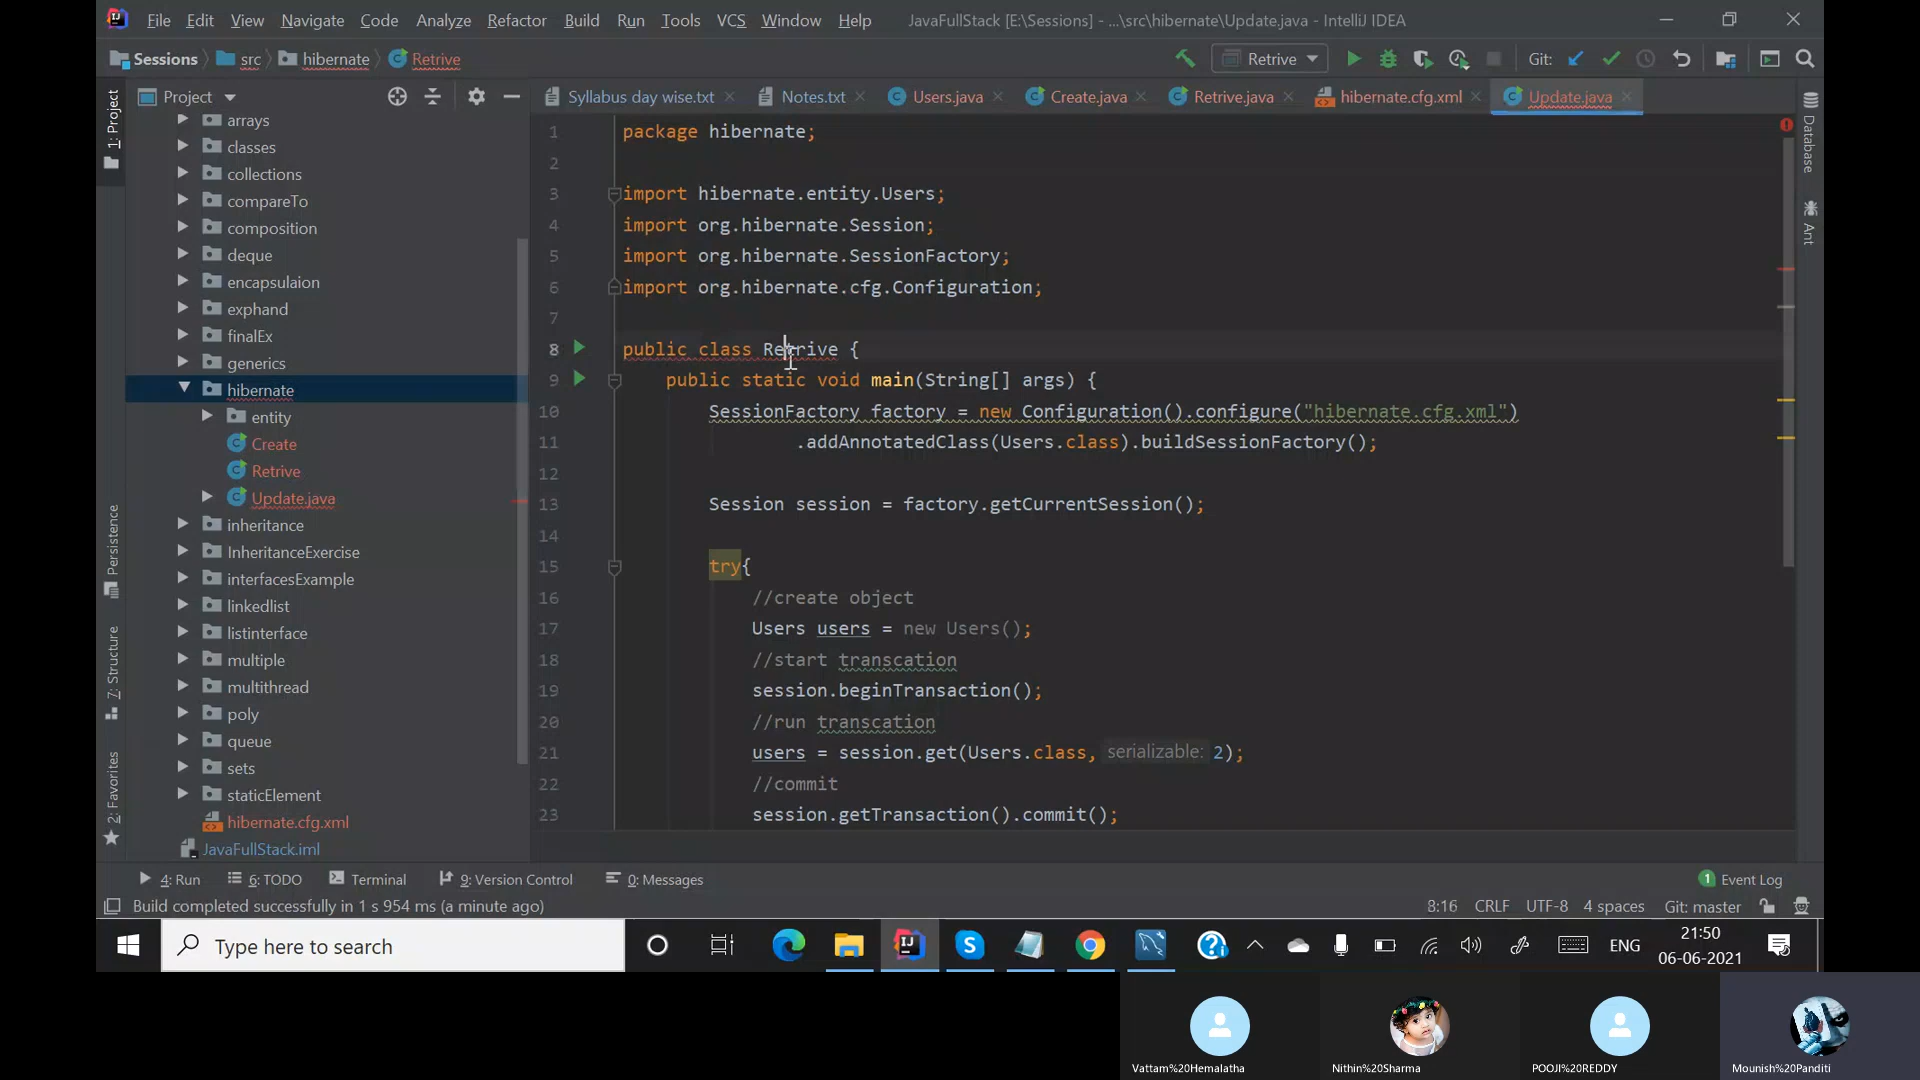 File Edit View Navigate Code Analyze Refactor Build Run Tools VCS Window Help JavaFullStack [E:\Sessions] - ...\src\hibernate\Update.java - IntelliJ IDEA
Sessions src hibernate Retrive Retrive Git:
1: Project
Project
Syllabus day wise.txt Notes.txt Users.java Create.java Retrive.java hibernate.cfg.xml Update.java
arrays
classes
collections
compareTo
composition
deque
encapsulaion
exphand
finalEx
generics
hibernate
entity
Create
Retrive
Update.java
inheritance
InheritanceExercise
interfacesExample
linkedlist
listinterface
multiple
multithread
poly
queue
sets
staticElement
hibernate.cfg.xml
JavaFullStack.iml
Persistence
7: Structure
2: Favorites
1 package hibernate;
2
3 import hibernate.entity.Users;
4 import org.hibernate.Session;
5 import org.hibernate.SessionFactory;
6 import org.hibernate.cfg.Configuration;
7
8 public class Retrive {
9 public static void main(String[] args) {
10 SessionFactory factory = new Configuration().configure("hibernate.cfg.xml")
11 .addAnnotatedClass(Users.class).buildSessionFactory();
12
13 Session session = factory.getCurrentSession();
14
15 try{
16 //create object
17 Users users = new Users();
18 //start transcation
19 session.beginTransaction();
20 //run transcation
21 users = session.get(Users.class, serializable: 2);
22 //commit
23 session.getTransaction().commit();
Database
Ant
4: Run 6: TODO Terminal 9: Version Control 0: Messages 1 Event Log
Build completed successfully in 1 s 954 ms (a minute ago) 8:16 CRLF UTF-8 4 spaces Git: master
Type here to search ENG 21:50
06-06-2021
Vattam%20Hemalatha Nithin%20Sharma POOJI%20REDDY Mounish%20Panditi